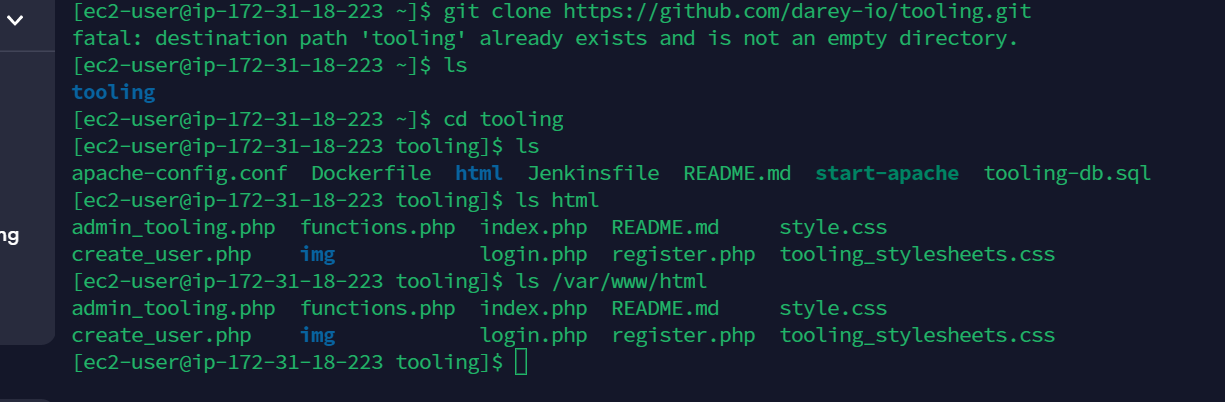 [ec2-user@ip-172-31-18-223 ~]$ git clone https://github.com/darey-io/tooling.git
fatal: destination path 'tooling' already exists and is not an empty directory.
[ec2-user@ip-172-31-18-223 ~]$ ls
tooling
[ec2-user@ip-172-31-18-223 ~]$ cd tooling
[ec2-user@ip-172-31-18-223 tooling]$ ls
apache-config.conf  Dockerfile  html  Jenkinsfile  README.md  start-apache  tooling-db.sql
[ec2-user@ip-172-31-18-223 tooling]$ ls html
admin_tooling.php  functions.php  index.php  README.md     style.css
create_user.php    img            login.php  register.php  tooling_stylesheets.css
[ec2-user@ip-172-31-18-223 tooling]$ ls /var/www/html
admin_tooling.php  functions.php  index.php  README.md     style.css
create_user.php    img            login.php  register.php  tooling_stylesheets.css
[ec2-user@ip-172-31-18-223 tooling]$
ng